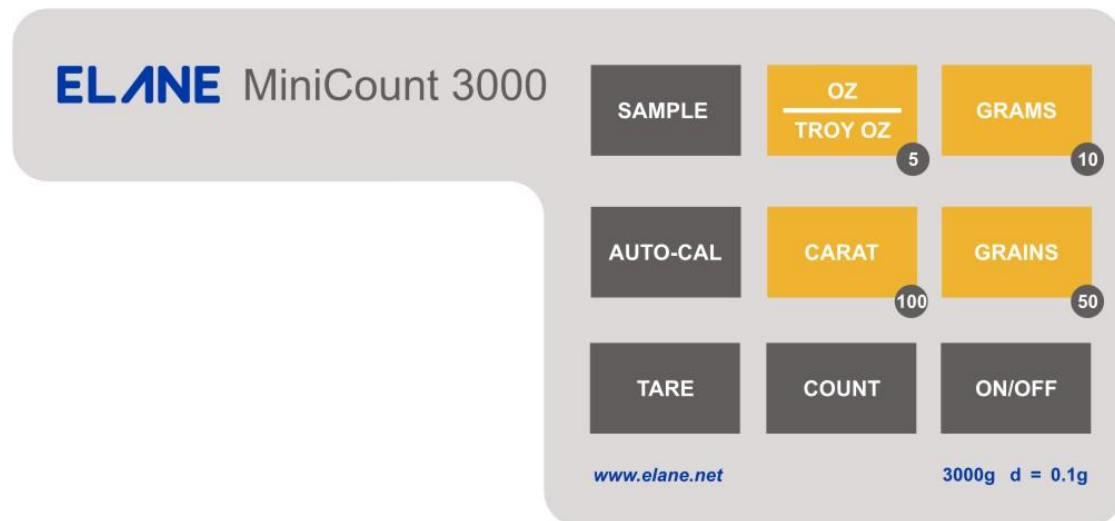 ELANE MiniCount 3000
SAMPLE
OZ
TROY OZ
5
GRAMS
10
AUTO-CAL
CARAT
100
GRAINS
50
TARE
COUNT
ON/OFF
www.elane.net
3000g d = 0.1g